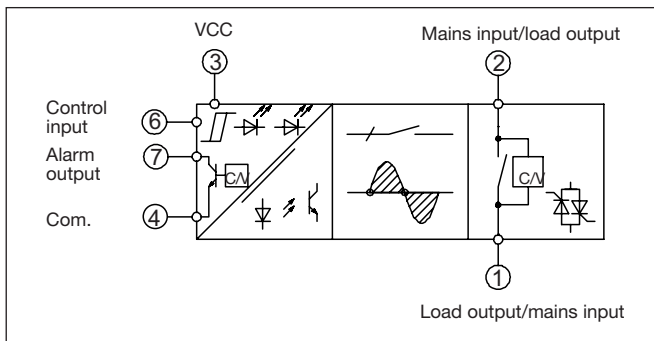 VCC
Mains input/load output
3
2
Control
input
6
Alarm
output
7
C/V
C/V
Com.
4
1
Load output/mains input